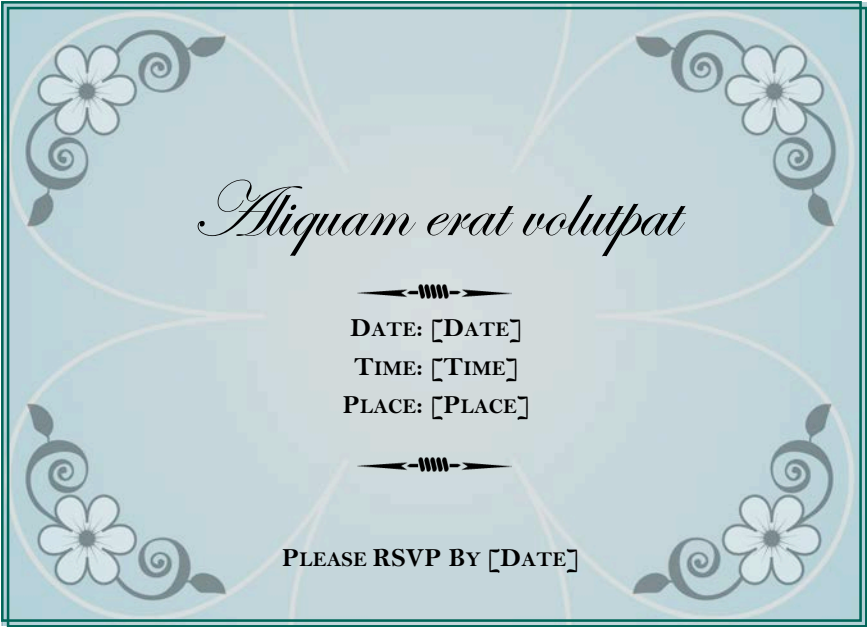 Aliquam erat volutpat
DATE: [DATE]
TIME: [TIME]
PLACE: [PLACE]
PLEASE RSVP BY [DATE]